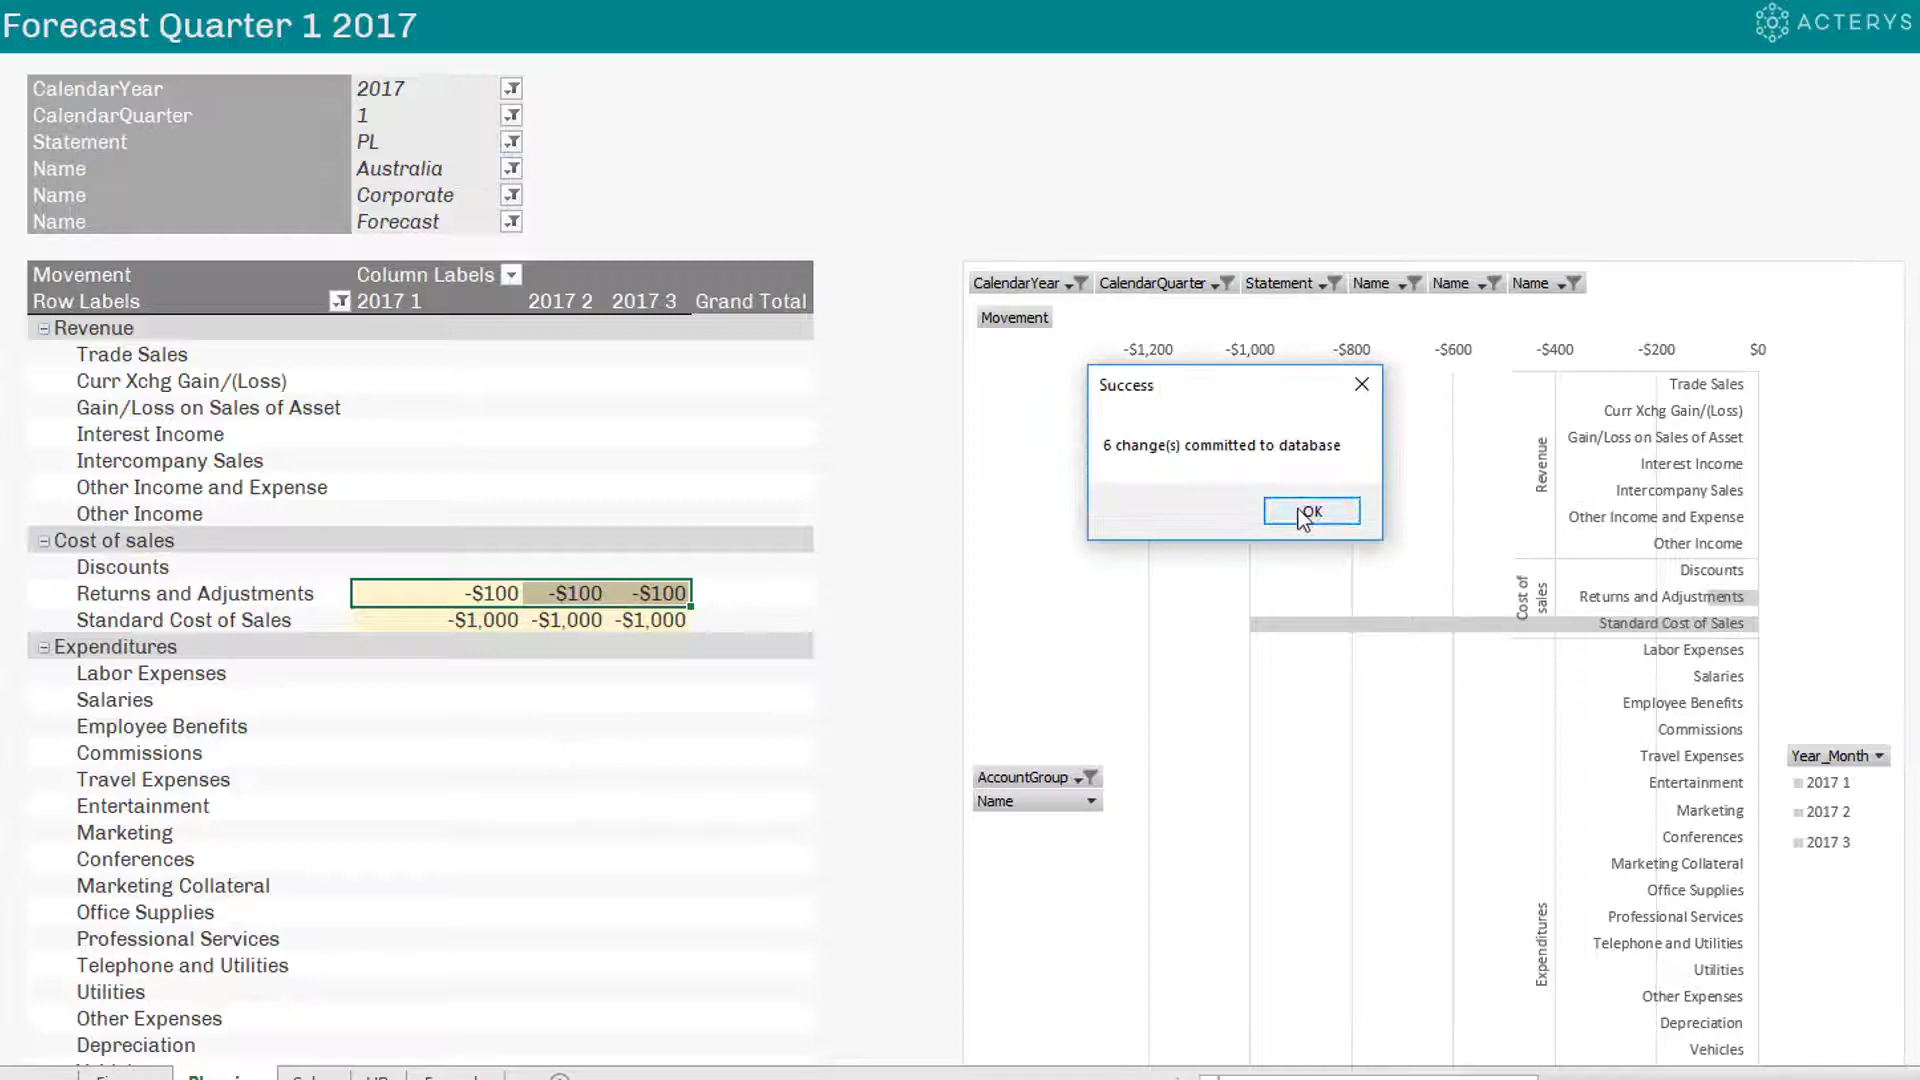 Forecast Quarter 1 2017
ACTERYS
CalendarYear 2017
CalendarQuarter 1
Statement PL
Name Australia
Name Corporate
Name Forecast
Movement Column Labels
Row Labels 2017 1 2017 2 2017 3 Grand Total
Revenue
Trade Sales
Curr Xchg Gain/(Loss)
Gain/Loss on Sales of Asset
Interest Income
Intercompany Sales
Other Income and Expense
Other Income
Cost of sales
Discounts
Returns and Adjustments -$100 -$100 -$100
Standard Cost of Sales -$1,000 -$1,000 -$1,000
Expenditures
Labor Expenses
Salaries
Employee Benefits
Commissions
Travel Expenses
Entertainment
Marketing
Conferences
Marketing Collateral
Office Supplies
Professional Services
Telephone and Utilities
Utilities
Other Expenses
Depreciation
CalendarYear CalendarQuarter Statement Name Name Name
Movement
-$1,200 -$1,000 -$800 -$600 -$400 -$200 $0
Success
6 change(s) committed to database
OK
Revenue
Trade Sales
Curr Xchg Gain/(Loss)
Gain/Loss on Sales of Asset
Interest Income
Intercompany Sales
Other Income and Expense
Other Income
Cost of
sales
Discounts
Returns and Adjustments
Standard Cost of Sales
Expenditures
Labor Expenses
Salaries
Employee Benefits
Commissions
Travel Expenses
Entertainment
Marketing
Conferences
Marketing Collateral
Office Supplies
Professional Services
Telephone and Utilities
Utilities
Other Expenses
Depreciation
Vehicles
AccountGroup
Name
Year_Month
2017 1
2017 2
2017 3